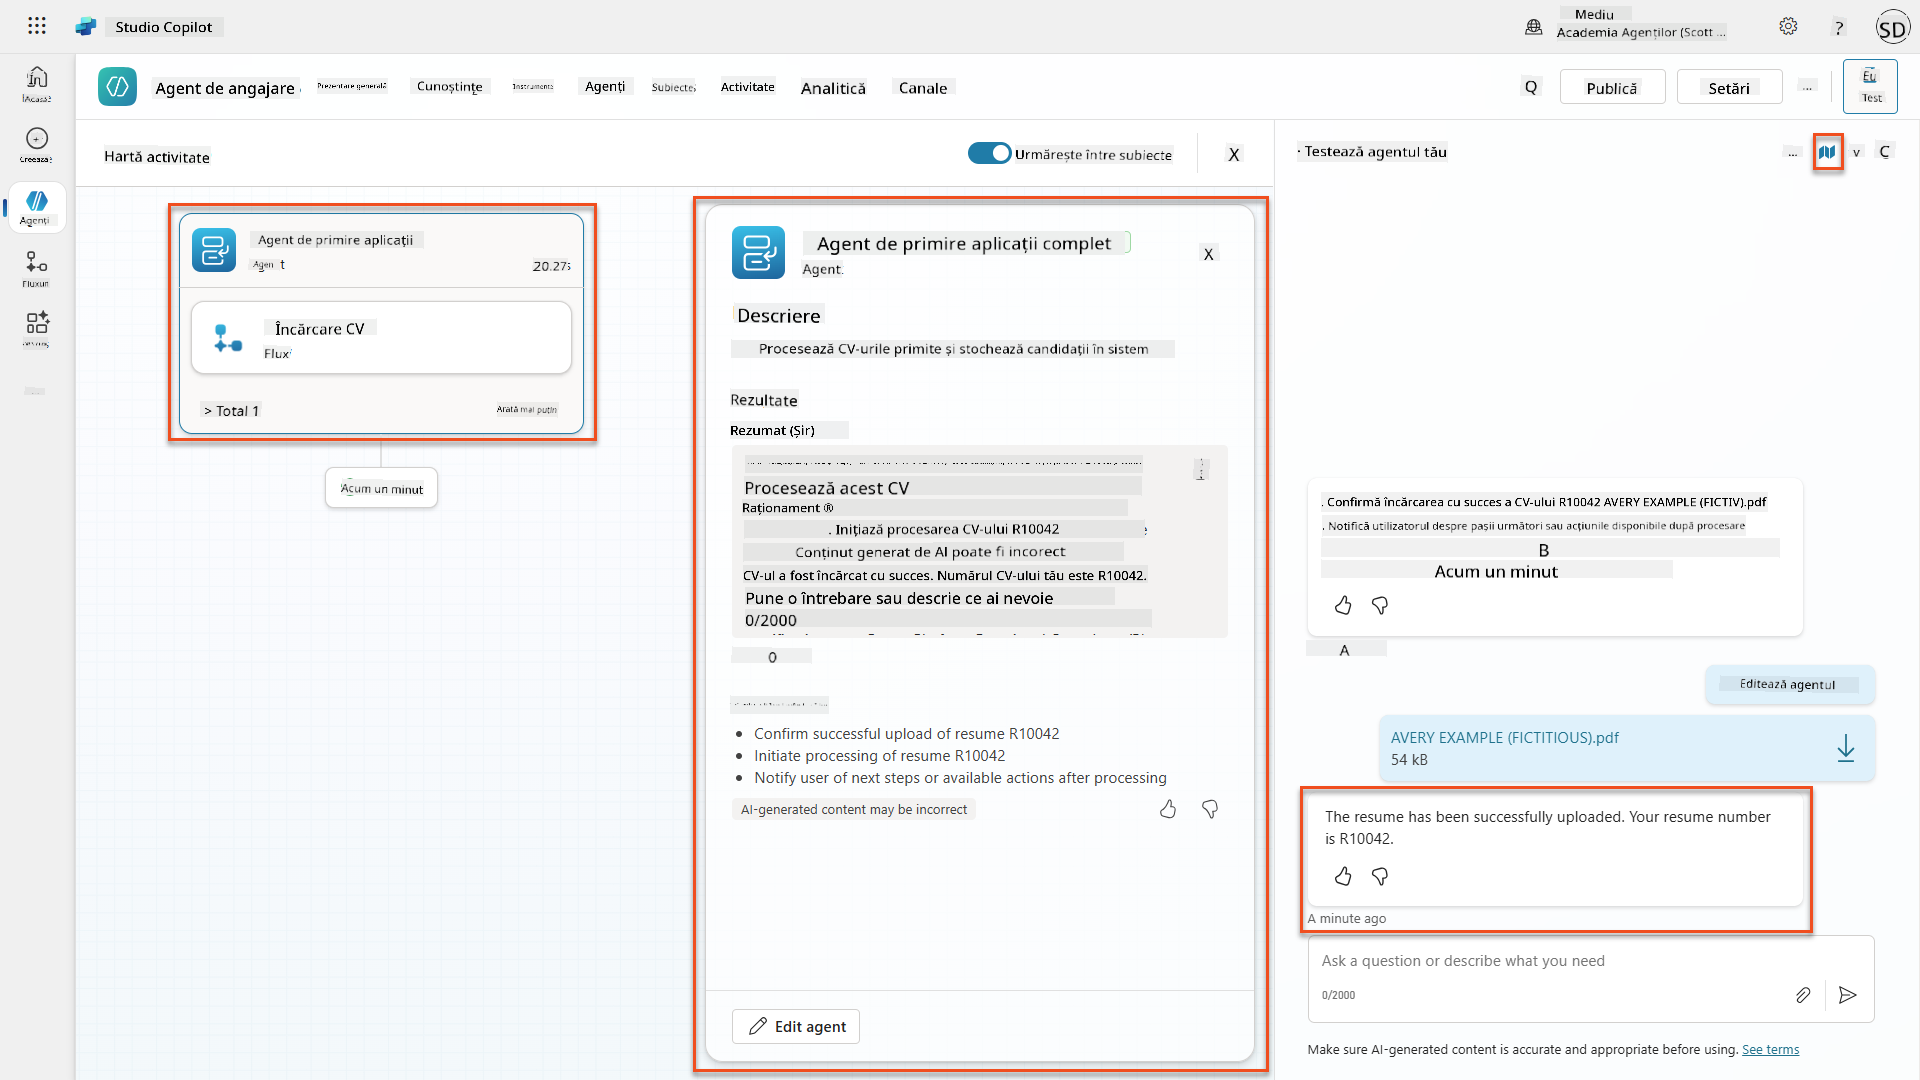 Studio Copilot
Mediu
Academia Agenților (Scott ...
?
SD
Acasă
Creează
Agenți
Fluxuri
Agent de angajare
Prezentare generală
Cunoștințe
Instrumente
Agenți
Subiecte
Activitate
Analitică
Canale
Q
Publică
Setări
...
Eu
Test
Hartă activitate
Urmărește între subiecte
X
Agent de primire aplicații
Agen t
20.27s
Încărcare CV
Flux
> Total 1
Arată mai puțin
Acum un minut
Agent de primire aplicații complet
Agent.
X
Descriere
Procesează CV-urile primite și stochează candidații în sistem
Rezultate
Rezumat (Șir)
Procesează acest CV
Raționament ®
. Inițiază procesarea CV-ului R10042
Conținut generat de AI poate fi incorect
CV-ul a fost încărcat cu succes. Numărul CV-ului tău este R10042.
Pune o întrebare sau descrie ce ai nevoie
0/2000
0
Confirm successful upload of resume R10042
Initiate processing of resume R10042
Notify user of next steps or available actions after processing
AI-generated content may be incorrect
Edit agent
· Testează agentul tău
...
v
C
. Confirmă încărcarea cu succes a CV-ului R10042 AVERY EXAMPLE (FICTIV).pdf
. Notifică utilizatorul despre pașii următori sau acțiunile disponibile după procesare
B
Acum un minut
A
Editează agentul
AVERY EXAMPLE (FICTITIOUS).pdf
54 kB
The resume has been successfully uploaded. Your resume number
is R10042.
A minute ago
Ask a question or describe what you need
0/2000
Make sure AI-generated content is accurate and appropriate before using. See terms